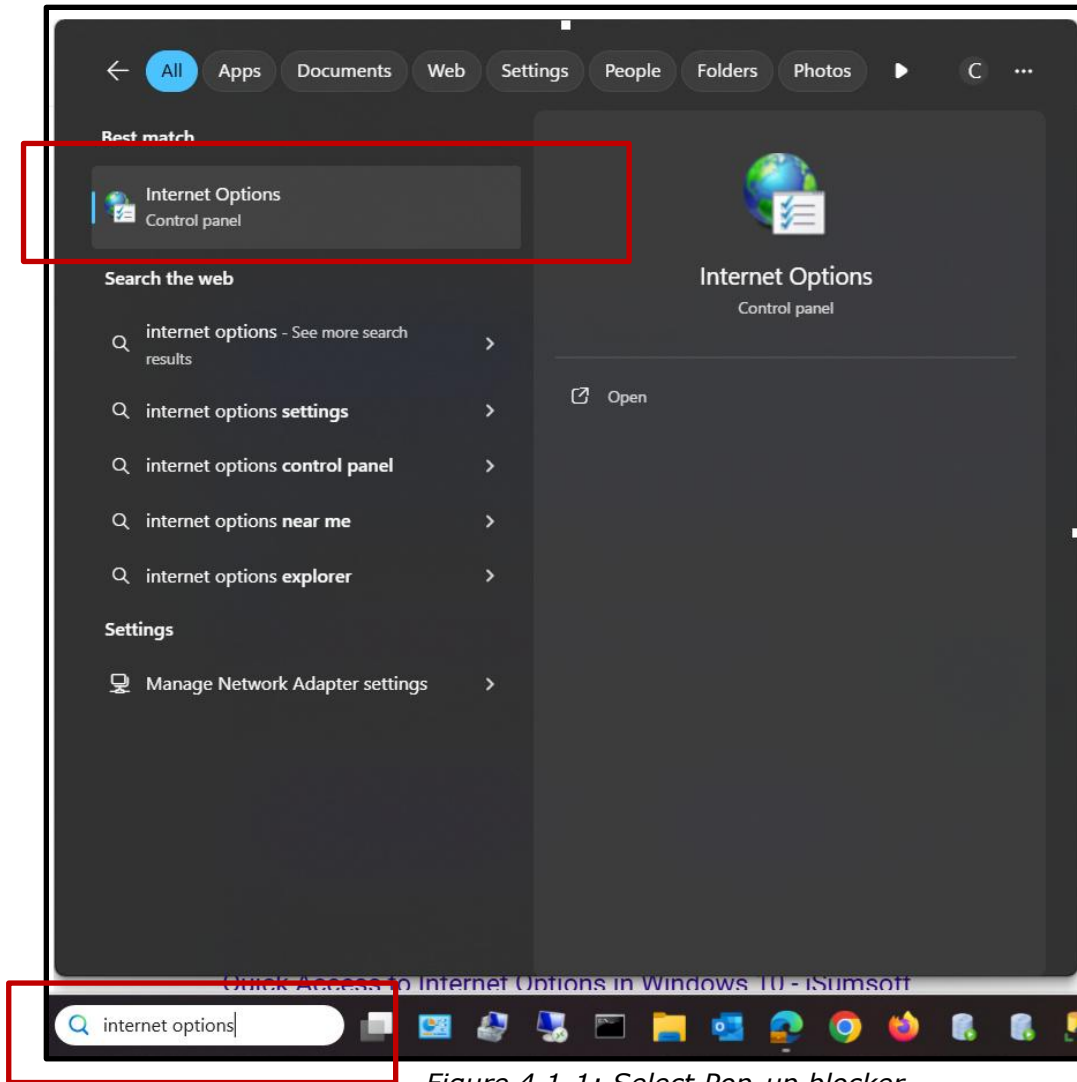 All Apps Documents Web Settings People Folders Photos C ...
Best match
Internet Options
Control panel
Internet Options
Control panel
Open
Search the web
internet options - See more search
results
internet options settings
internet options control panel
internet options near me
internet options explorer
Settings
Manage Network Adapter settings
Quick Access to Internet Options in Windows 10 - iSumsoft
internet options
Figure 4.1.1: Select Pop-up blocker